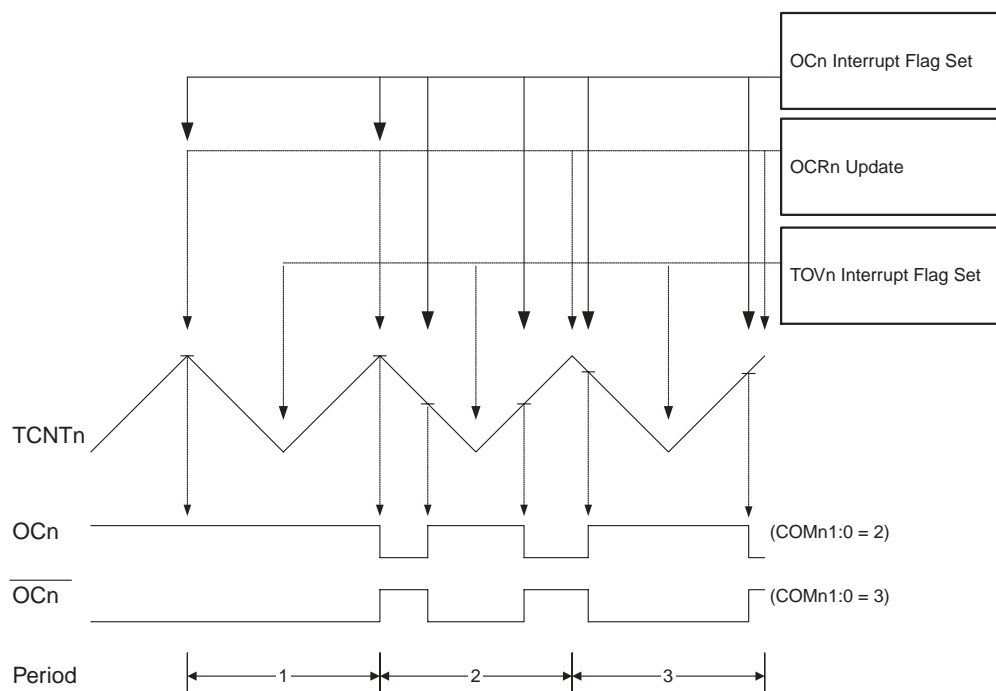 OCn Interrupt Flag Set
OCRn Update
TOVn Interrupt Flag Set
TCNTn
OCn
(COMn1:0 = 2)
OCn
(COMn1:0 = 3)
Period
1
2
3